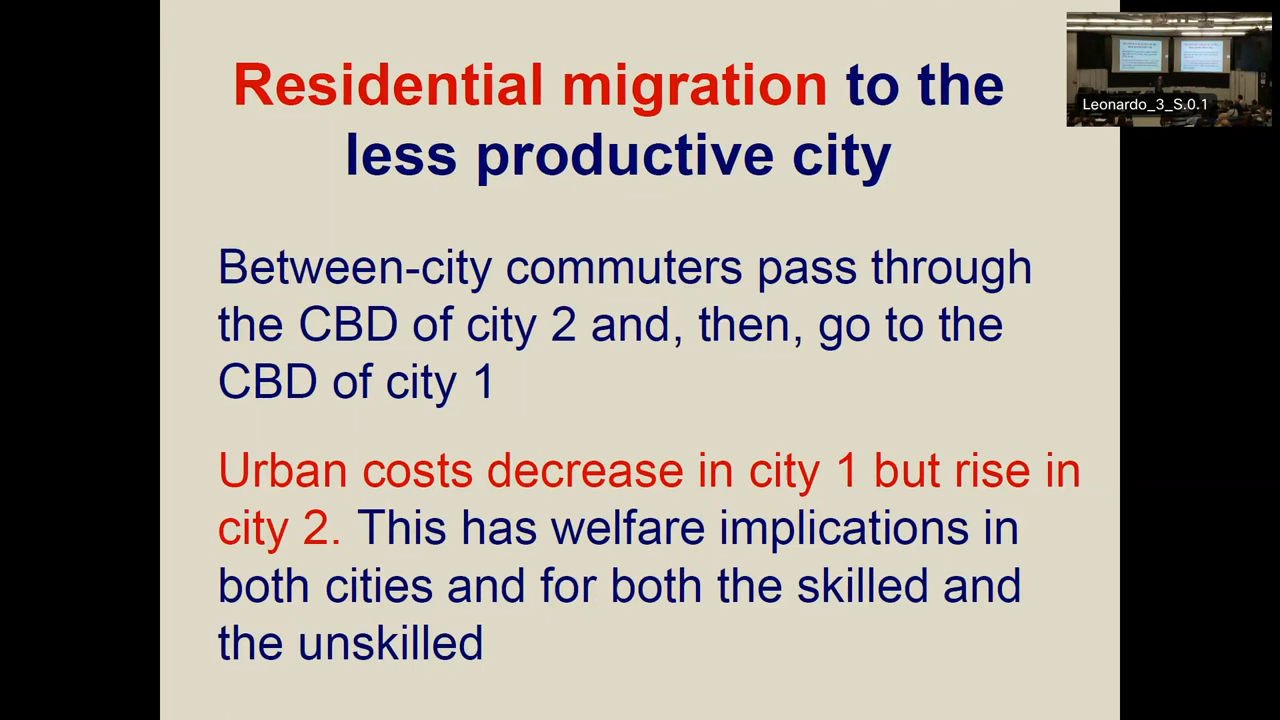 Residential migration to the
less productive city
Leonardo_3_S.0.1
Between-city commuters pass through
the CBD of city 2 and, then, go to the
CBD of city 1
Urban costs decrease in city 1 but rise in
city 2. This has welfare implications in
both cities and for both the skilled and
the unskilled